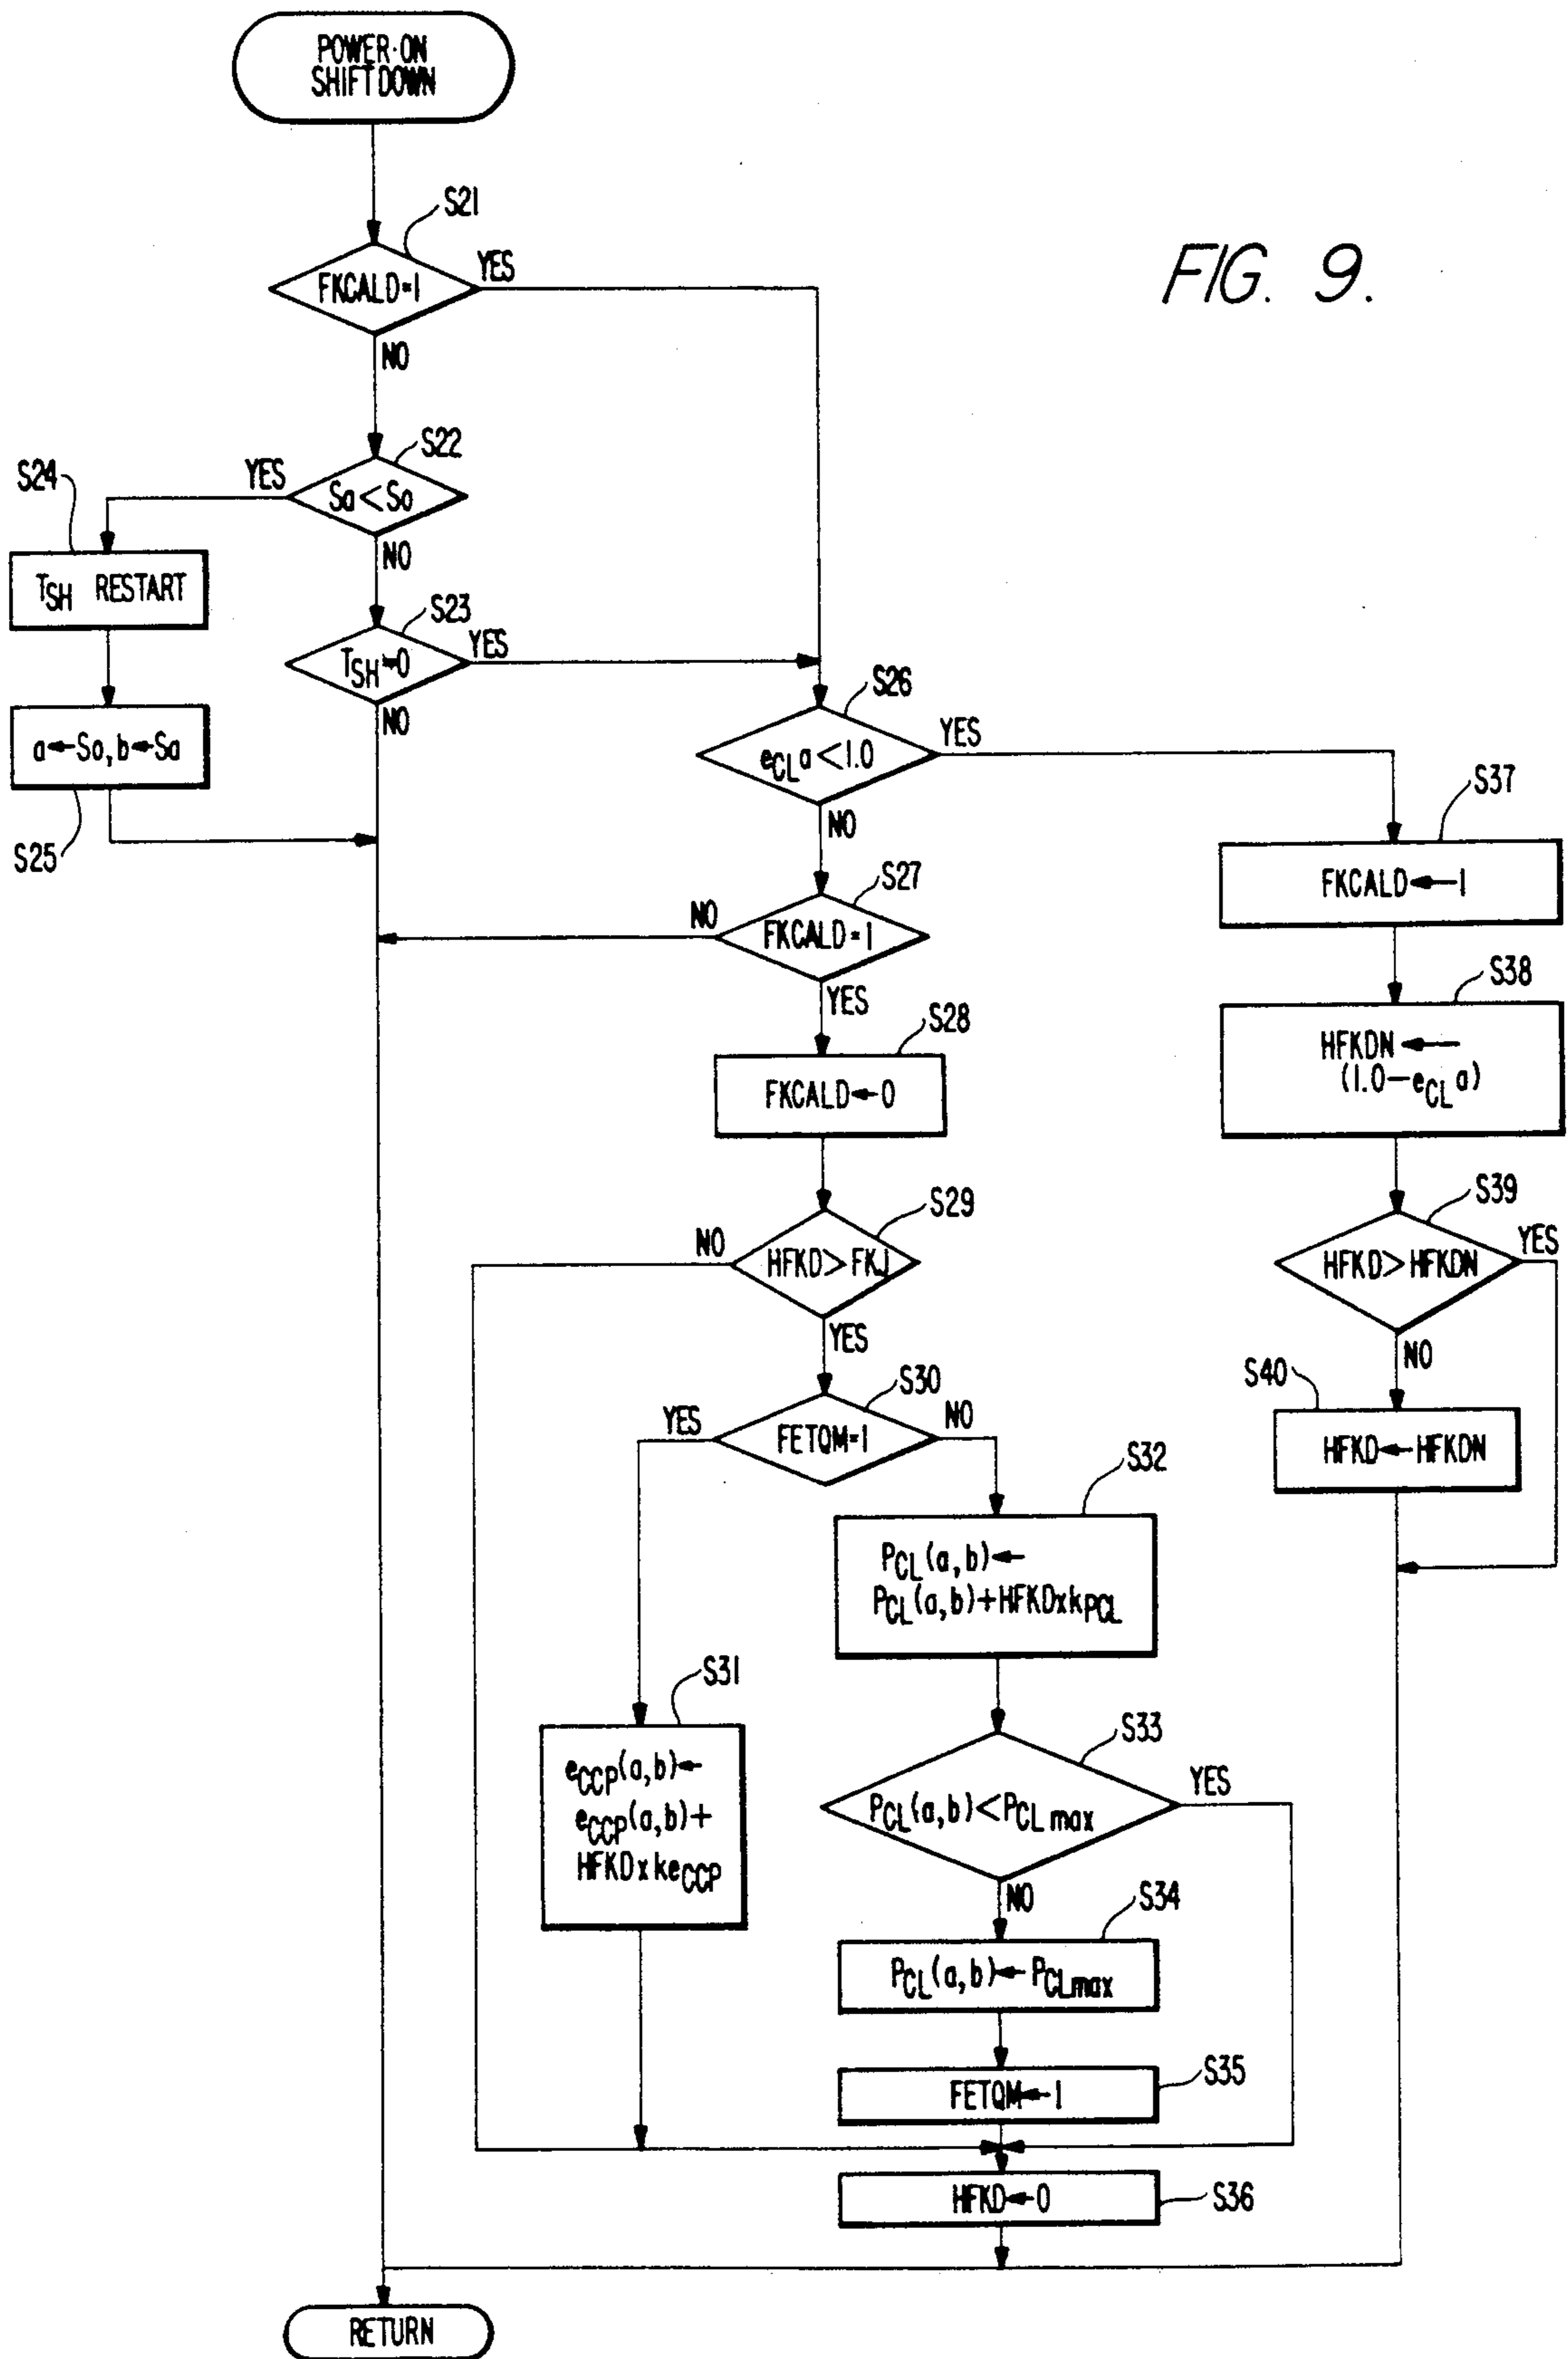 POWER·ON
SHIFT DOWN
S21
FKCALD=1
YES
NO
FIG. 9.
S22
Sa<So
YES
NO
S24
TSH RESTART
S23
TSH≠0
YES
NO
a←So, b←Sa
S25
S26
eCLa<1.0
YES
NO
S37
FKCALD←1
S27
FKCALD=1
NO
YES
S38
HFKDN←
(1.0-eCLa)
S28
FKCALD←0
S29
HFKD>FKJ
NO
YES
S39
HFKD>HFKDN
YES
NO
S30
FETQM=1
YES
NO
S40
HFKD←HFKDN
S32
PCL(a,b)←
PCL(a,b)+HFKDxkPCL
S31
eCCP(a,b)←
eCCP(a,b)+
HFKDxkeCCP
S33
PCL(a,b)<PCLmax
YES
NO
S34
PCL(a,b)←PCLmax
S35
FETQM←1
S36
HFKD←0
RETURN